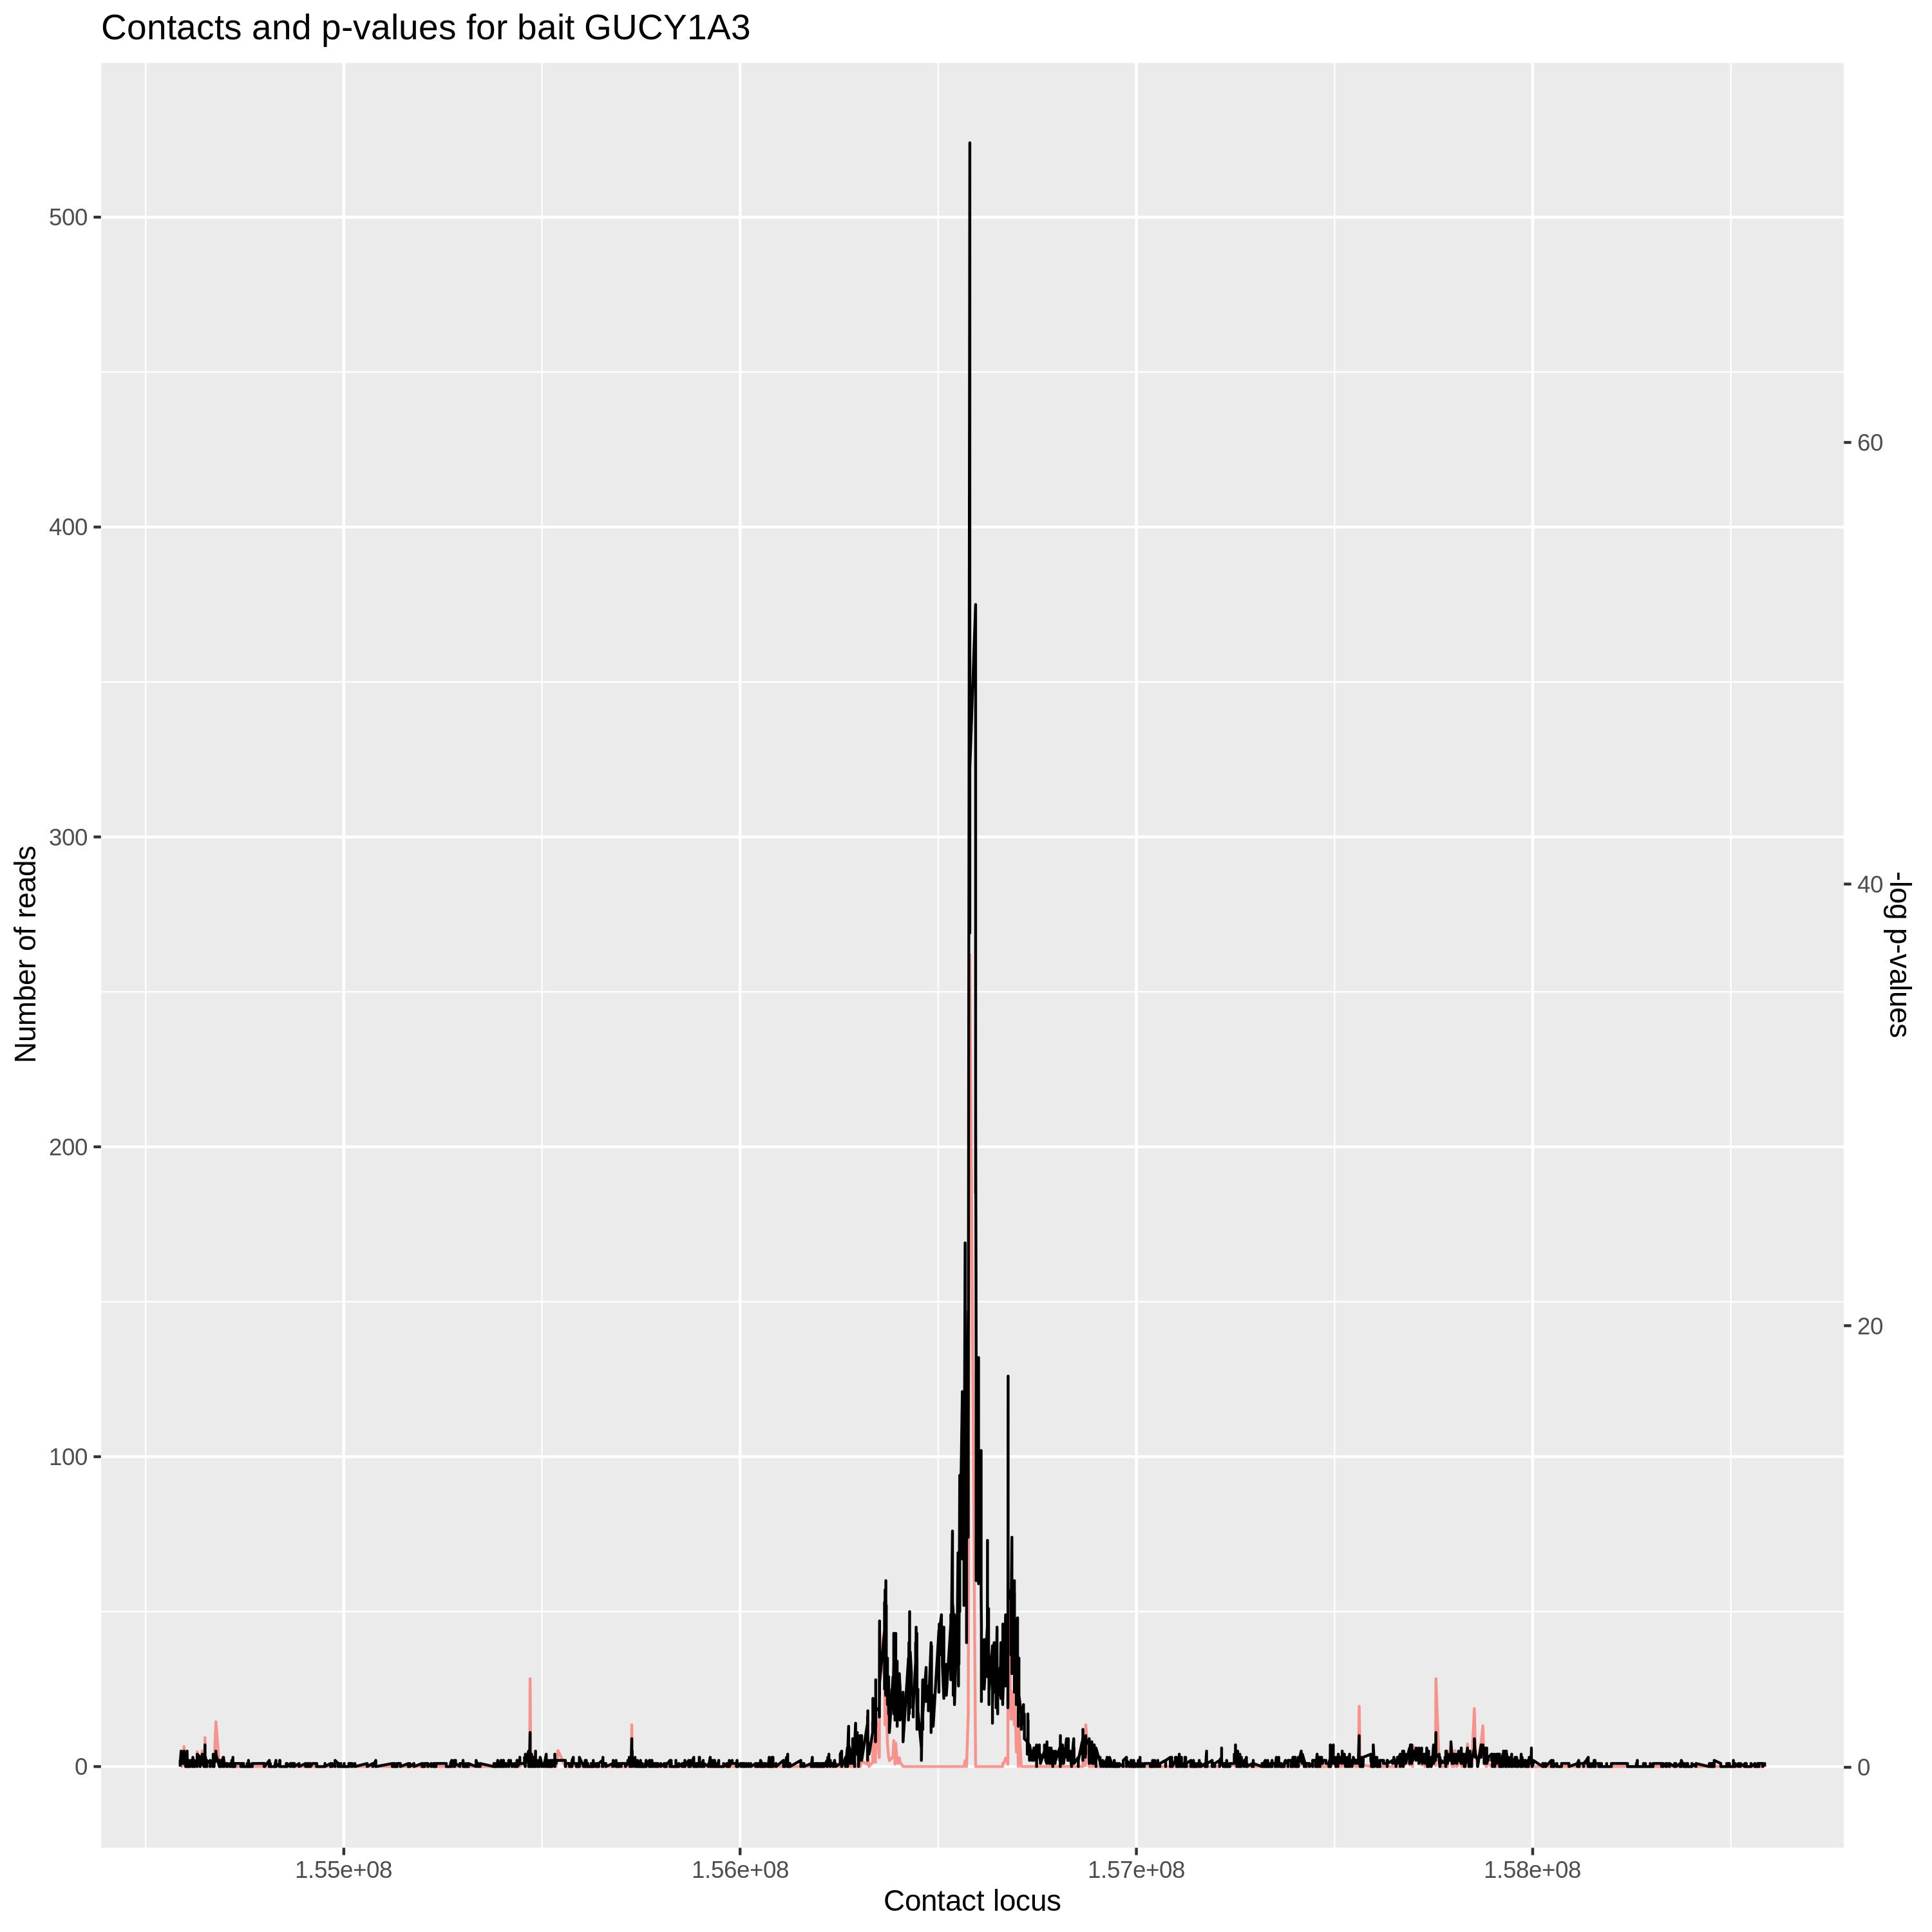 Contacts and p-values for bait GUCY1A3
500
400
300
200
100
0
Number of reads
60
40
20
0
-log p-values
1.55e+08
1.56e+08
1.57e+08
1.58e+08
Contact locus